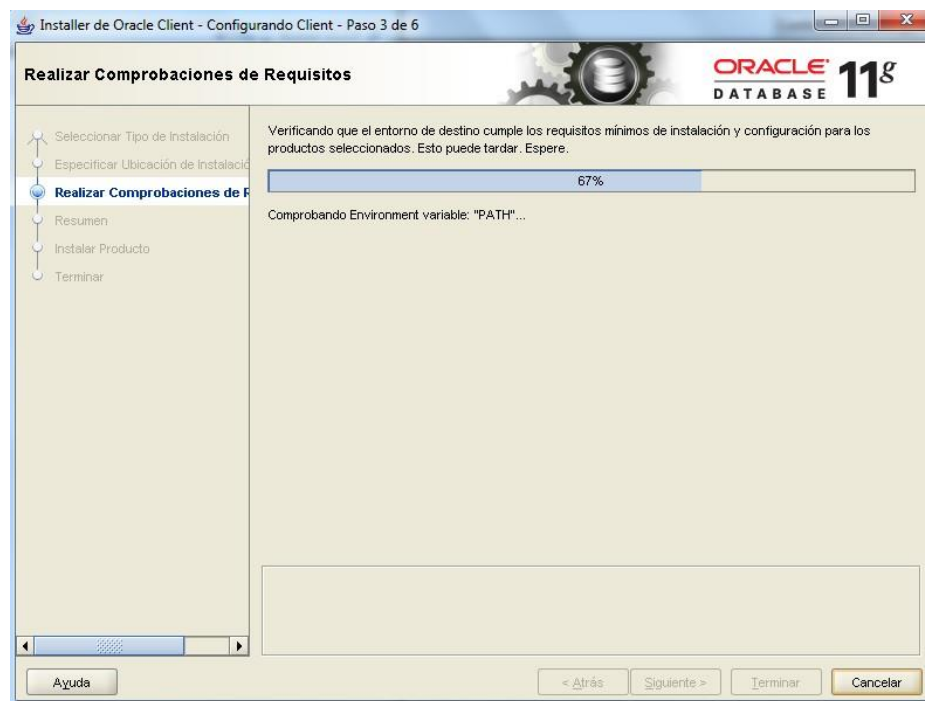 Installer de Oracle Client - Configurando Client - Paso 3 de 6
Realizar Comprobaciones de Requisitos
ORACLE
DATABASE
11g
Seleccionar Tipo de Instalación
Especificar Ubicación de Instalació
Realizar Comprobaciones de R
Resumen
Instalar Producto
Terminar
Verificando que el entorno de destino cumple los requisitos mínimos de instalación y configuración para los
productos seleccionados. Esto puede tardar. Espere.
67%
Comprobando Environment variable: "PATH"...
Ayuda
< Atrás
Siguiente >
Terminar
Cancelar